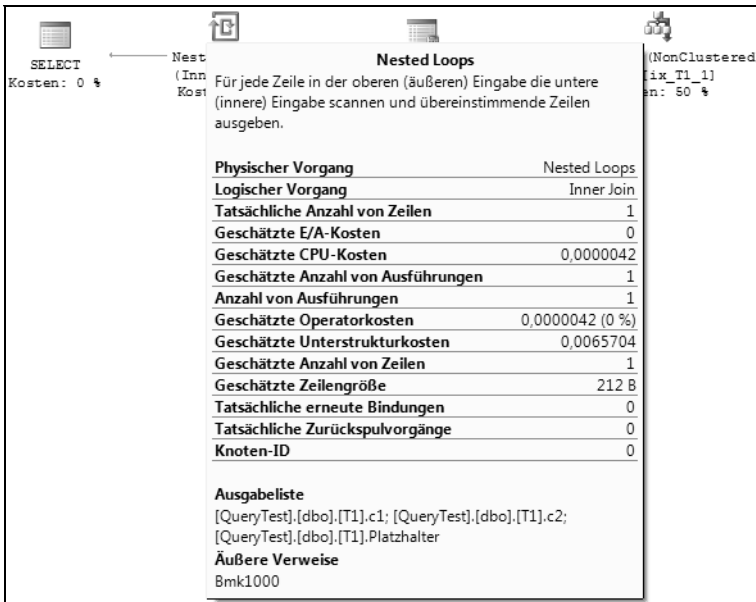 SELECT
Kosten: 0 %
Nest
(Inn
Kost
(NonClustered
[ix_T1_1]
en: 50 %
Nested Loops
Für jede Zeile in der oberen (äußeren) Eingabe die untere
(innere) Eingabe scannen und übereinstimmende Zeilen
ausgeben.
Physischer Vorgang Nested Loops
Logischer Vorgang Inner Join
Tatsächliche Anzahl von Zeilen 1
Geschätzte E/A-Kosten 0
Geschätzte CPU-Kosten 0,0000042
Geschätzte Anzahl von Ausführungen 1
Anzahl von Ausführungen 1
Geschätzte Operatorkosten 0,0000042 (0 %)
Geschätzte Unterstrukturkosten 0,0065704
Geschätzte Anzahl von Zeilen 1
Geschätzte Zeilengröße 212 B
Tatsächliche erneute Bindungen 0
Tatsächliche Zurückspulvorgänge 0
Knoten-ID 0
Ausgabeliste
[QueryTest].[dbo].[T1].c1; [QueryTest].[dbo].[T1].c2;
[QueryTest].[dbo].[T1].Platzhalter
Äußere Verweise
Bmk1000